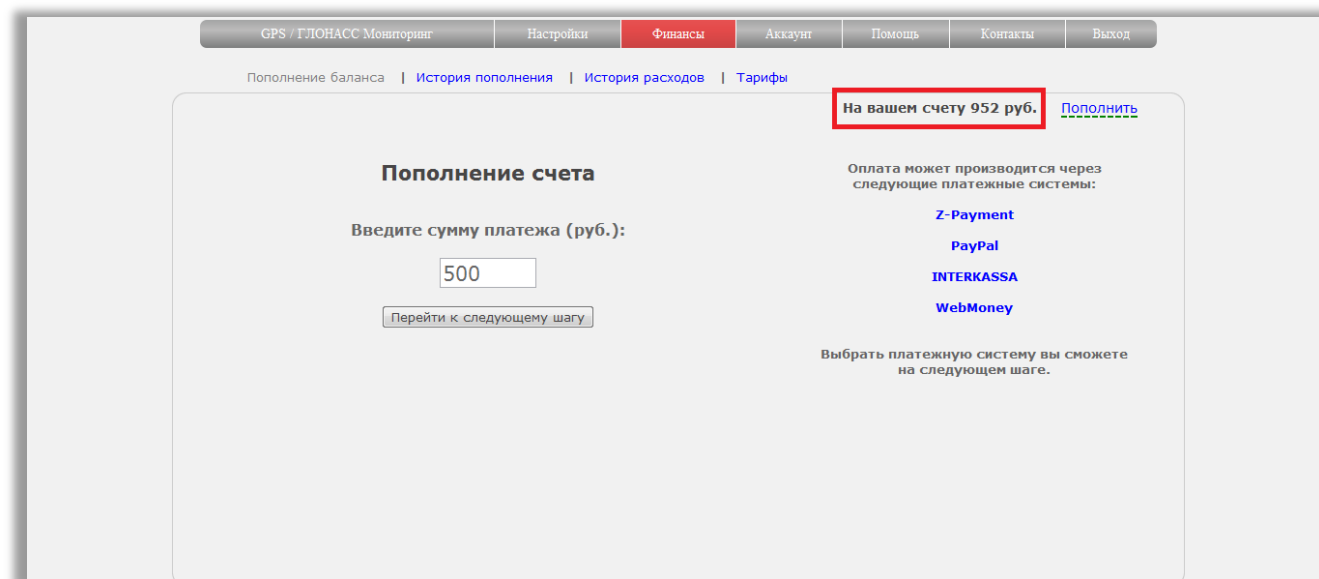 GPS / ГЛОНАСС Мониторинг Настройки Финансы Аккаунт Помощь Контакты Выход
Пополнение баланса | История пополнения | История расходов | Тарифы
На вашем счету 952 руб. Пополнить
Пополнение счета
Введите сумму платежа (руб.):
500
Перейти к следующему шагу
Оплата может производится через
следующие платежные системы:
Z-Payment
PayPal
INTERKASSA
WebMoney
Выбрать платежную систему вы сможете
на следующем шаге.